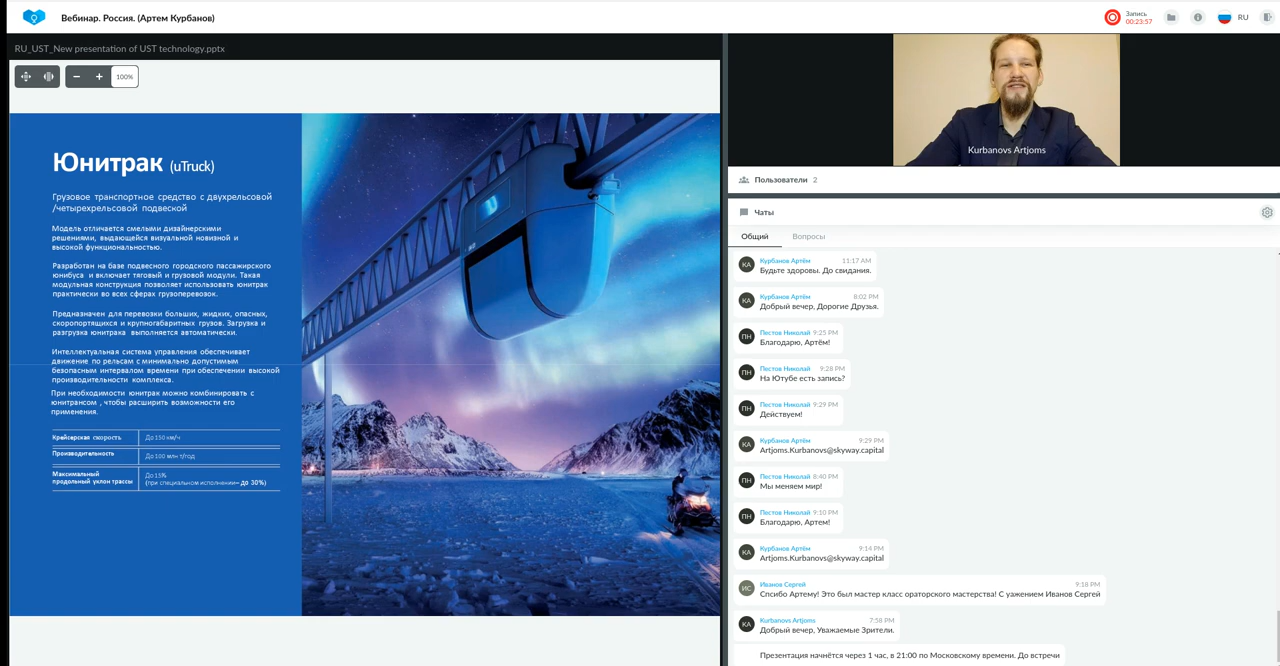 Вебинар. Россия. (Артем Курбанов)
Запись
00:23:57
RU
RU_UST_New presentation of UST technology.pptx
100%
Юнитрак (uTruck)
Грузовое транспортное средство с двухрельсовой
/четырехрельсовой подвеской
Модель отличается смелыми дизайнерскими
решениями, выдающейся визуальной новизной и
высокой функциональностью.
Разработан на базе подвесного городского пассажирского
юнибуса и включает тяговый и грузовой модули. Такая
модульная конструкция позволяет использовать юнитрак
практически во всех сферах грузоперевозок.
Предназначен для перевозки больших, жидких, опасных,
скоропортящихся и крупногабаритных грузов. Загрузка и
разгрузка юнитрака выполняется автоматически.
Интеллектуальная система управления обеспечивает
движение по рельсам с минимально допустимым
безопасным интервалом времени при обеспечении высокой
производительности комплекса.
При необходимости юнитрак можно комбинировать с
юнитрансом , чтобы расширить возможности его
применения.
Крейсерская скорость До 150 км/ч
Производительность До 100 млн т/год
Максимальный
продольный уклон трассы
До 15%
(при специальном исполнении– до 30%)
Kurbanovs Artjoms
Пользователи 2
Чаты
Общий Вопросы
КА Курбанов Артём 11:17 AM
Будьте здоровы. До свидания.
КА Курбанов Артём 8:02 PM
Добрый вечер, Дорогие Друзья.
ПН Пестов Николай 9:25 PM
Благодарю, Артём!
ПН Пестов Николай 9:28 PM
На Ютубе есть запись?
ПН Пестов Николай 9:29 PM
Действуем!
КА Курбанов Артём 9:29 PM
Artjoms.Kurbanovs@skyway.capital
ПН Пестов Николай 8:40 PM
Мы меняем мир!
ПН Пестов Николай 9:10 PM
Благодарю, Артем!
КА Курбанов Артём 9:14 PM
Artjoms.Kurbanovs@skyway.capital
ИС Иванов Сергей 9:18 PM
Спсибо Артему! Это был мастер класс ораторского мастерства! С уажением Иванов Сергей
КА Kurbanovs Artjoms 7:58 PM
Добрый вечер, Уважаемые Зрители.
Презентация начнётся через 1 час, в 21:00 по Московскому времени. До встречи